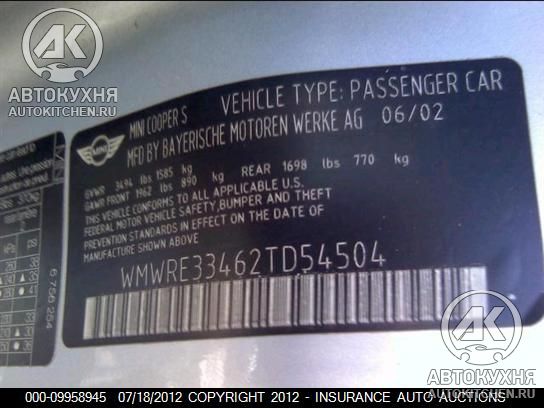 АВТОКУХНЯ
AVTOKITCHEN.RU
MINI
MINI COOPER S VEHICLE TYPE: PASSENGER CAR
MFD BY BAYERISCHE MOTOREN WERKE AG 06/02
GVWR 3494 lbs 1585 kg
GAWR FRONT 1962 lbs 890 kg REAR 1698 lbs 770 kg
THIS VEHICLE CONFORMS TO ALL APPLICABLE U.S.
FEDERAL MOTOR VEHICLE SAFETY, BUMPER AND THEFT
PREVENTION STANDARDS IN EFFECT ON THE DATE OF
MANUFACTURE SHOWN ABOVE.
WMWRE33462TD54504
6 756 254
АВТОКУХНЯ
AVTOKITCHEN.RU
000-09958945 07/18/2012 COPYRIGHT 2012 - INSURANCE AUTO AUCTIONS